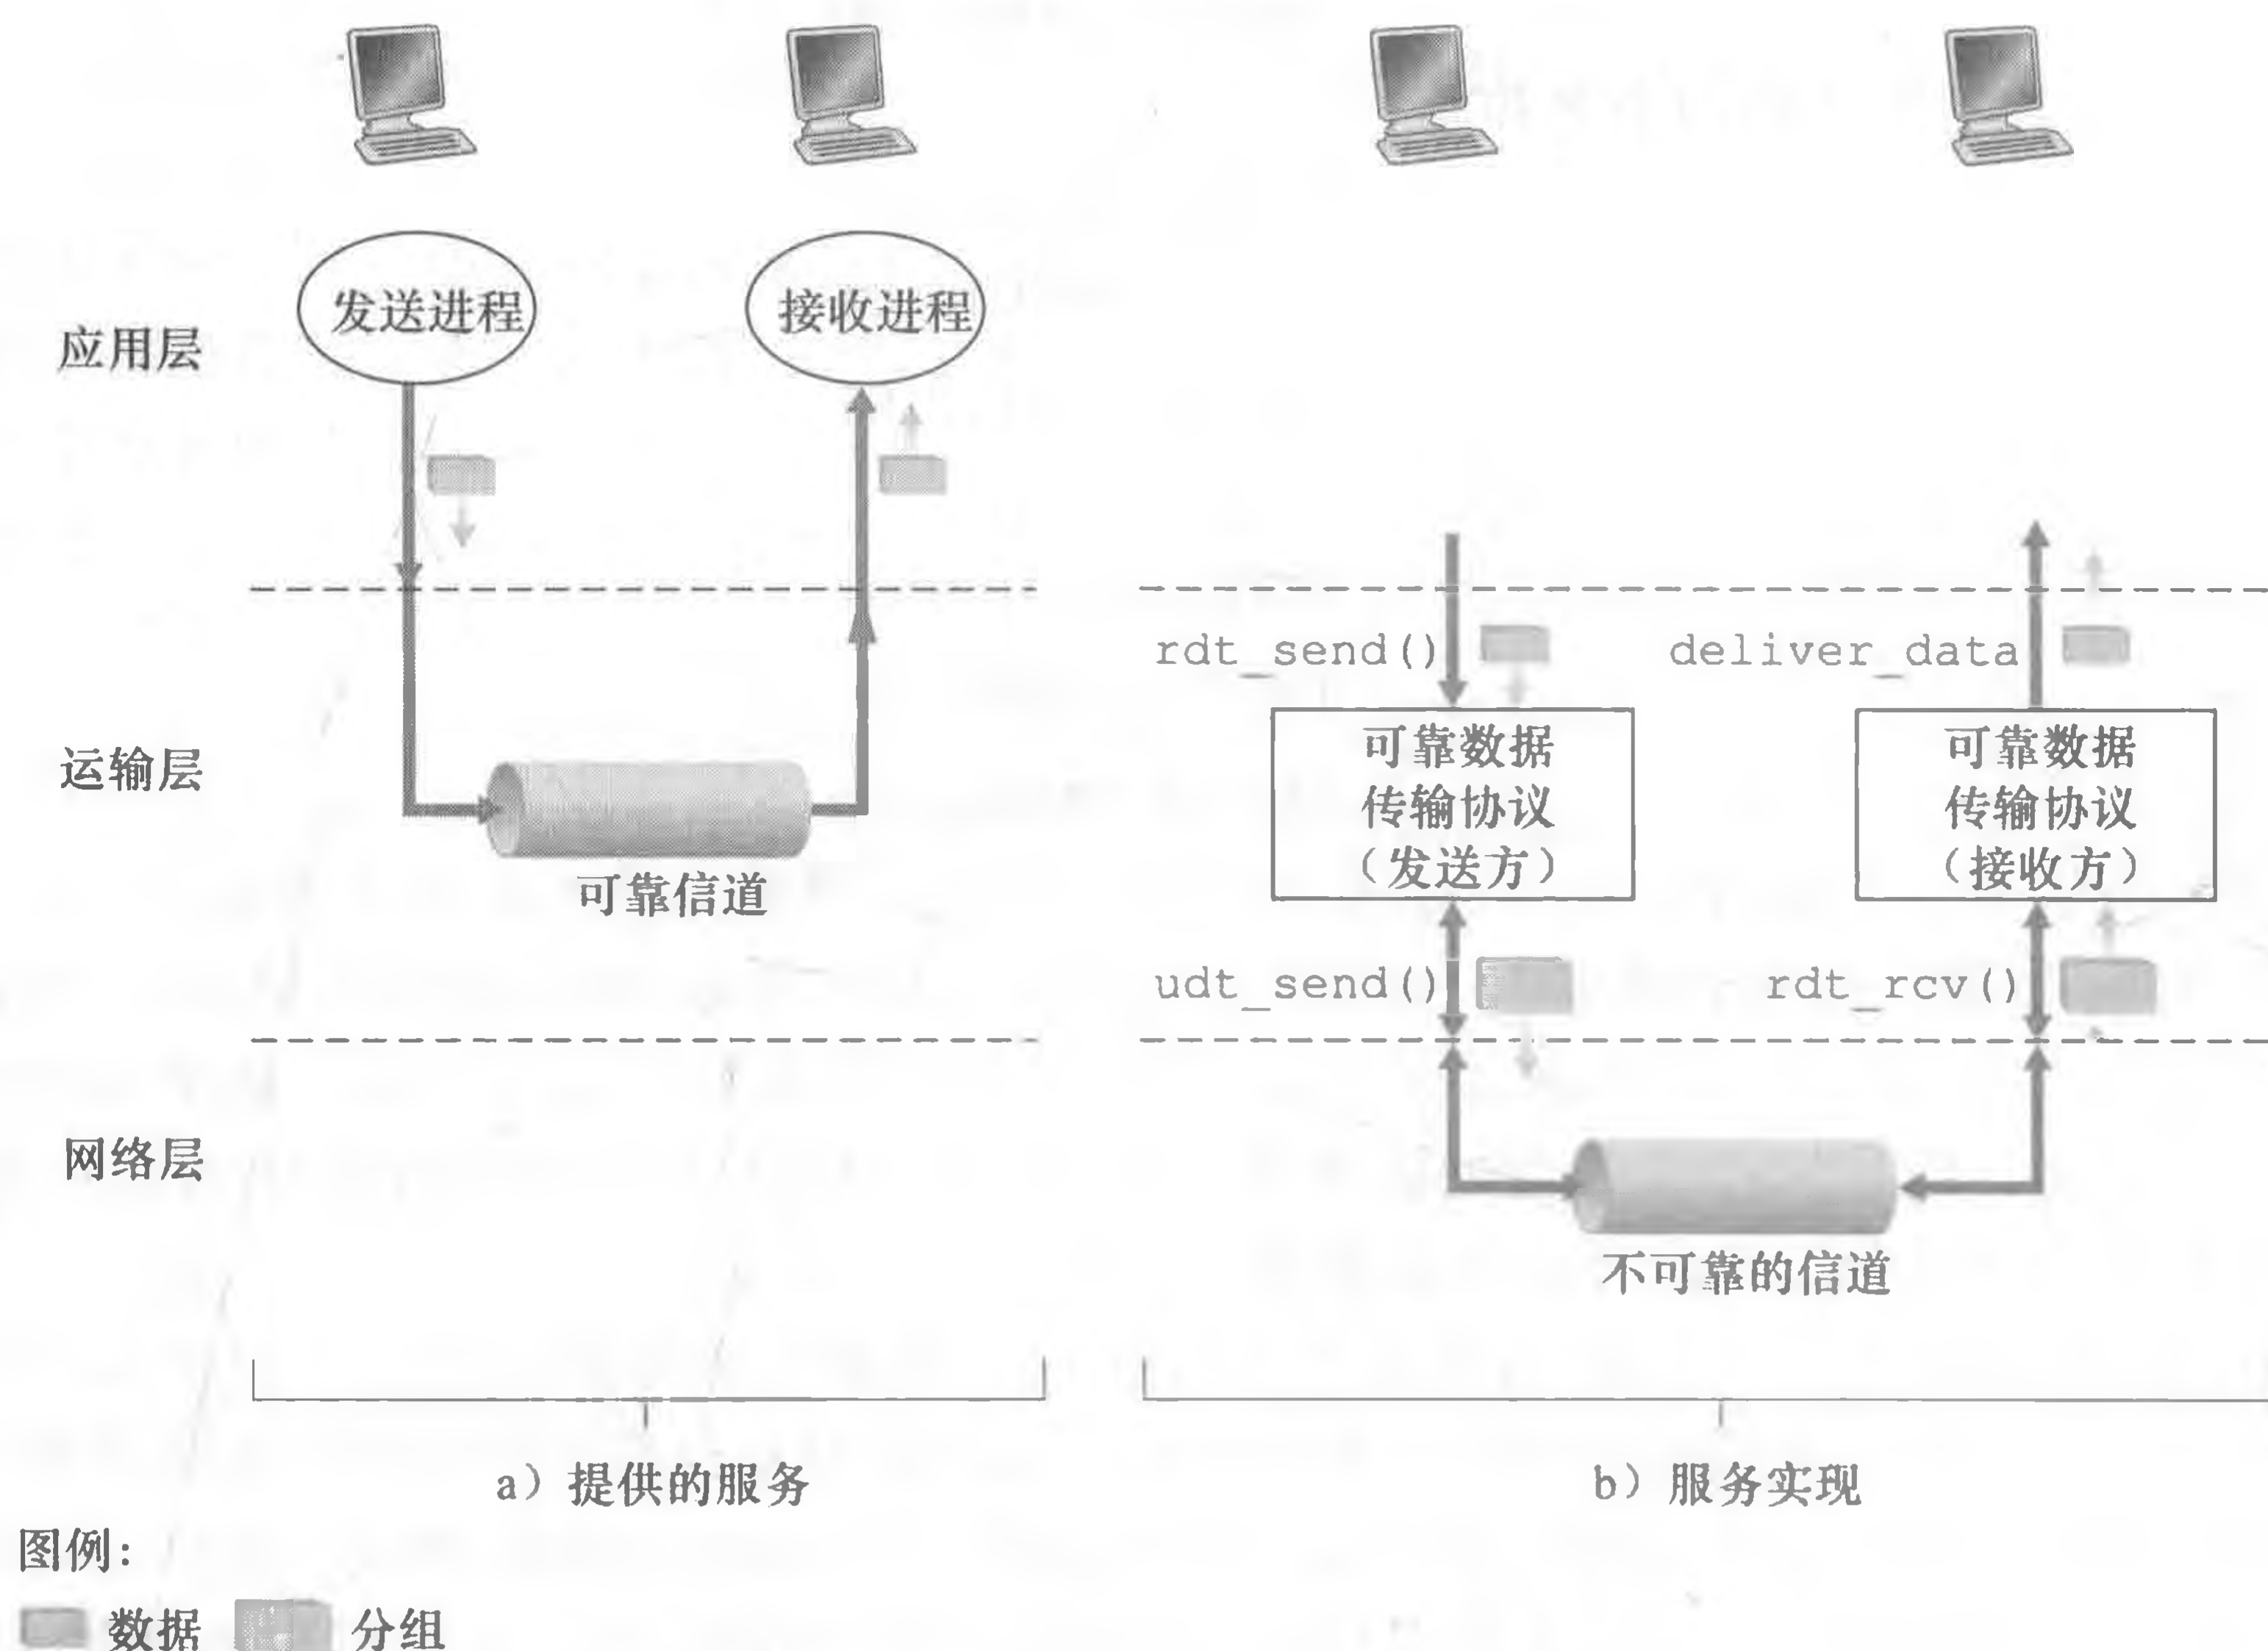 发送进程
接收进程
应用层
rdt_send()
deliver_data
运输层
可靠信道
可靠数据
传输协议
（发送方）
可靠数据
传输协议
（接收方）
udt_send()
rdt_rcv()
网络层
不可靠的信道
a）提供的服务
b）服务实现
图例：
数据
分组